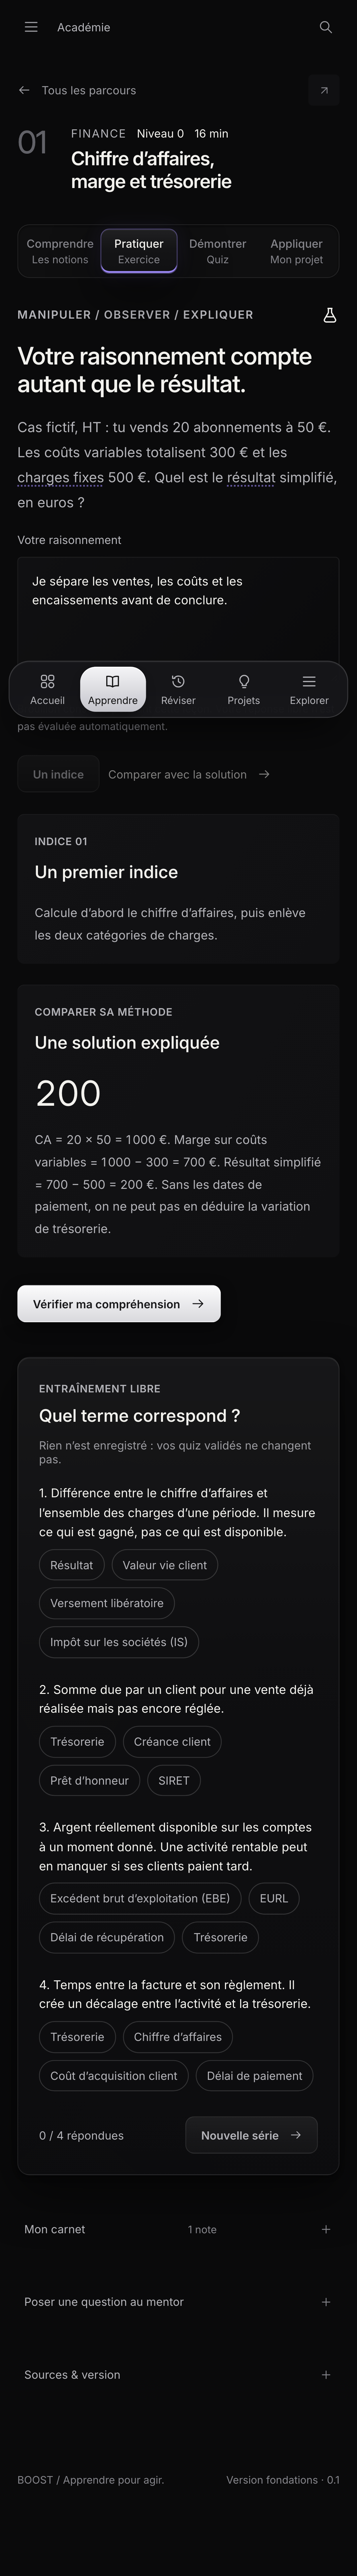 Académie
Tous les parcours
01
FINANCE Niveau 0 16 min
Chiffre d’affaires,
marge et trésorerie
Comprendre
Les notions
Pratiquer
Exercice
Démontrer
Quiz
Appliquer
Mon projet
MANIPULER / OBSERVER / EXPLIQUER
Votre raisonnement compte
autant que le résultat.
Cas fictif, HT : tu vends 20 abonnements à 50 €.
Les coûts variables totalisent 300 € et les
charges fixes 500 €. Quel est le résultat simplifié,
en euros ?
Votre raisonnement
Je sépare les ventes, les coûts et les
encaissements avant de conclure.
Accueil
Apprendre
Réviser
Projets
Explorer
pas évaluée automatiquement.
Un indice
Comparer avec la solution
INDICE 01
Un premier indice
Calcule d’abord le chiffre d’affaires, puis enlève
les deux catégories de charges.
COMPARER SA MÉTHODE
Une solution expliquée
200
CA = 20 × 50 = 1 000 €. Marge sur coûts
variables = 1 000 − 300 = 700 €. Résultat simplifié
= 700 − 500 = 200 €. Sans les dates de
paiement, on ne peut pas en déduire la variation
de trésorerie.
Vérifier ma compréhension
ENTRAÎNEMENT LIBRE
Quel terme correspond ?
Rien n’est enregistré : vos quiz validés ne changent
pas.
1. Différence entre le chiffre d’affaires et
l’ensemble des charges d’une période. Il mesure
ce qui est gagné, pas ce qui est disponible.
Résultat
Valeur vie client
Versement libératoire
Impôt sur les sociétés (IS)
2. Somme due par un client pour une vente déjà
réalisée mais pas encore réglée.
Trésorerie
Créance client
Prêt d’honneur
SIRET
3. Argent réellement disponible sur les comptes
à un moment donné. Une activité rentable peut
en manquer si ses clients paient tard.
Excédent brut d’exploitation (EBE)
EURL
Délai de récupération
Trésorerie
4. Temps entre la facture et son règlement. Il
crée un décalage entre l’activité et la trésorerie.
Trésorerie
Chiffre d’affaires
Coût d’acquisition client
Délai de paiement
0 / 4 répondues
Nouvelle série
Mon carnet
1 note
Poser une question au mentor
Sources & version
BOOST / Apprendre pour agir.
Version fondations · 0.1